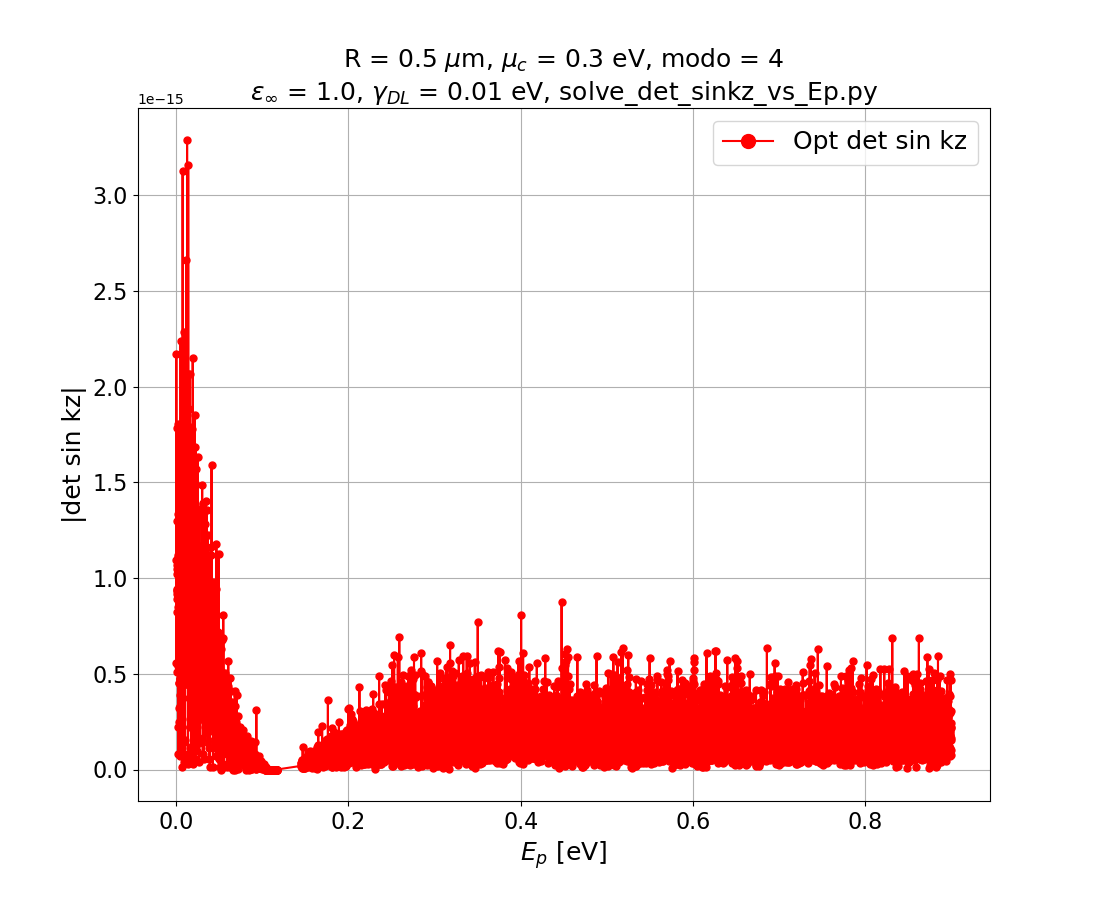 R = 0.5 μm, μ_c = 0.3 eV, modo = 4
ε_∞ = 1.0, γ_DL = 0.01 eV, solve_det_sinkz_vs_Ep.py
1e−15
Opt det sin kz
3.0
2.5
2.0
1.5
1.0
0.5
0.0
|det sin kz|
0.0 0.2 0.4 0.6 0.8
E_p [eV]